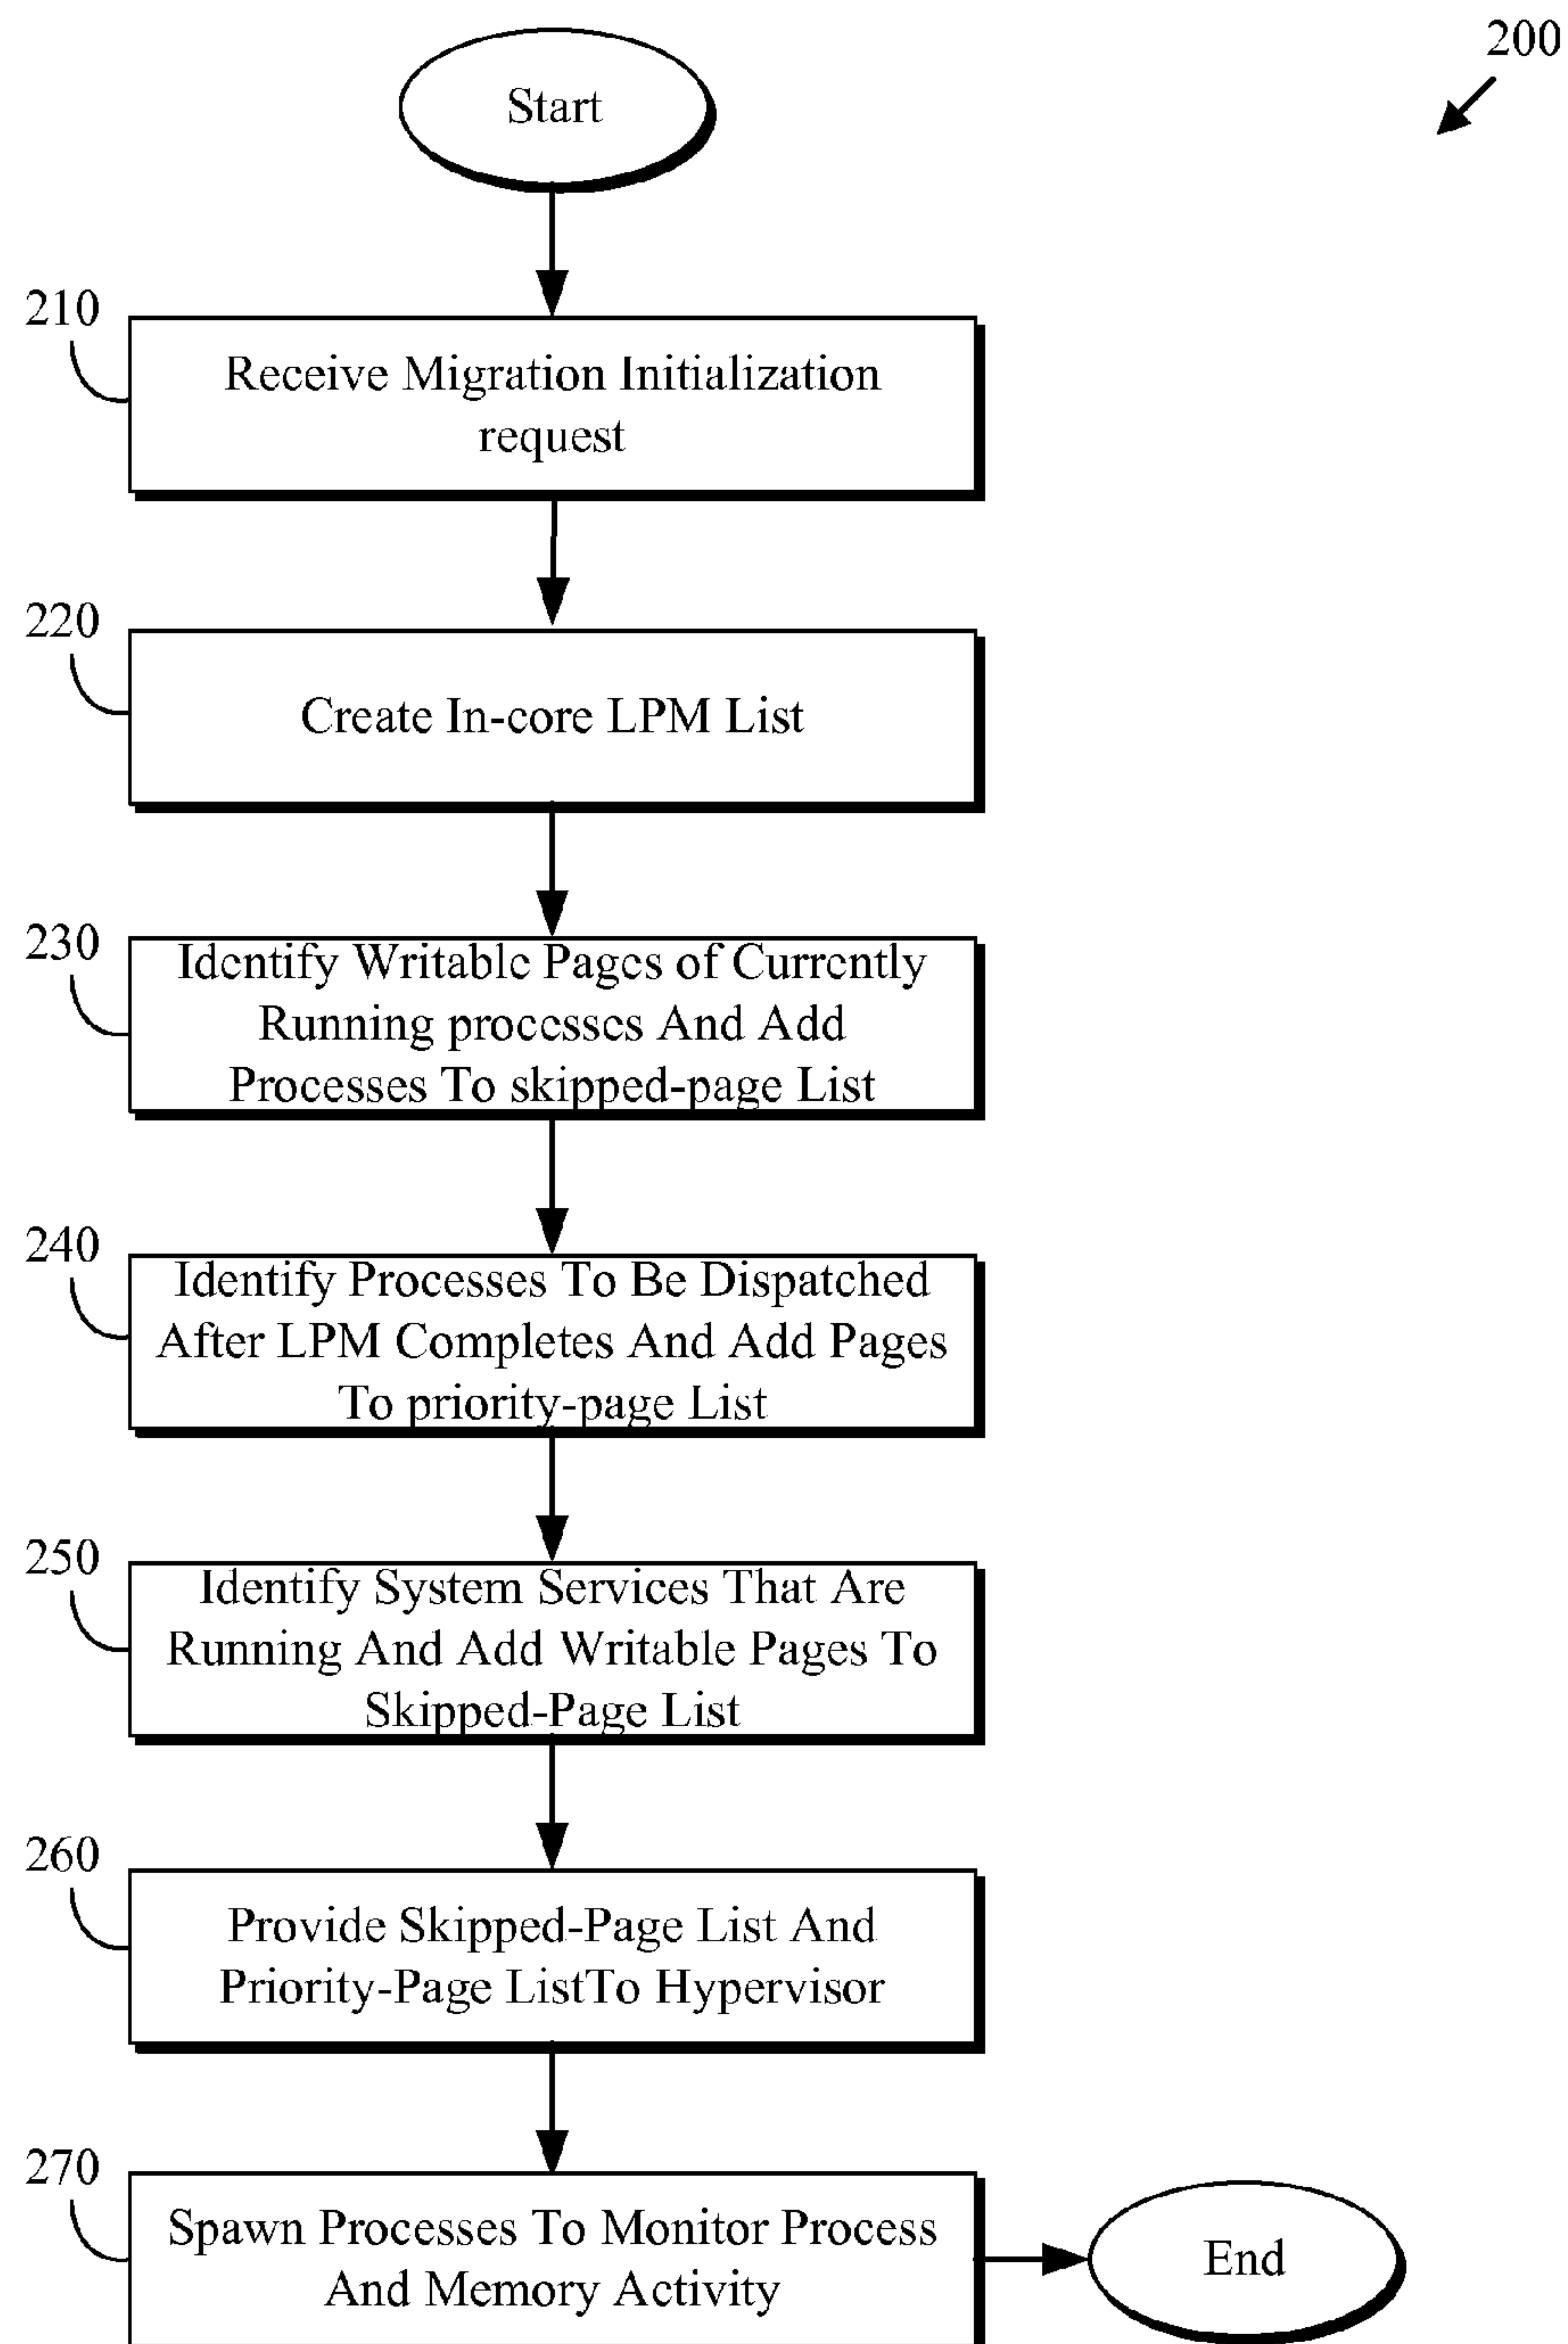 200
Start
210
Receive Migration Initialization
request
220
Create In-core LPM List
230
Identify Writable Pages of Currently
Running processes And Add
Processes To skipped-page List
240
Identify Processes To Be Dispatched
After LPM Completes And Add Pages
To priority-page List
250
Identify System Services That Are
Running And Add Writable Pages To
Skipped-Page List
260
Provide Skipped-Page List And
Priority-Page ListTo Hypervisor
270
Spawn Processes To Monitor Process
And Memory Activity
End